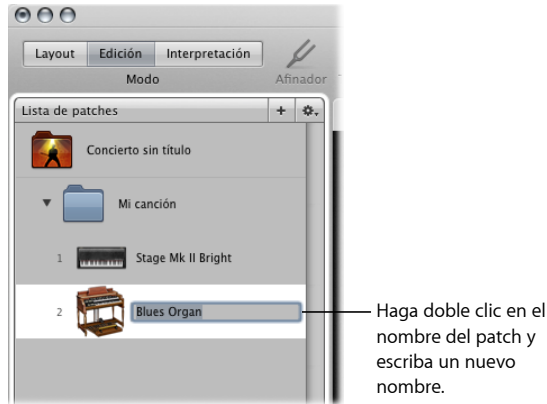 Layout Edición Interpretación
Modo Afinador
Lista de patches +
Concierto sin título
Mi canción
1 Stage Mk II Bright
2 Blues Organ
Haga doble clic en el
nombre del patch y
escriba un nuevo
nombre.